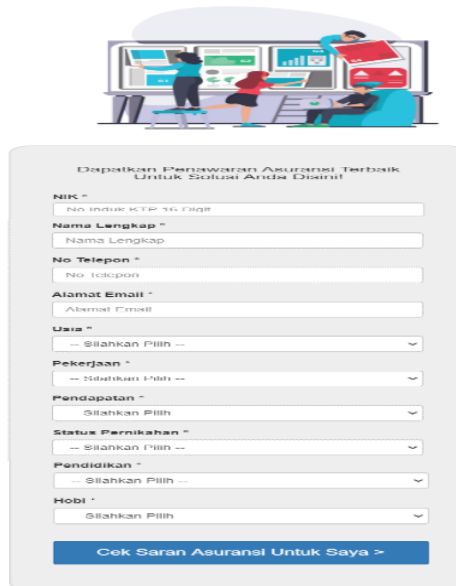 Dapatkan Penawaran Asuransi Terbaik
Untuk Solusi Anda Disini!
NIK *
No Induk KTP 16 Digit
Nama Lengkap *
Nama Lengkap
No Telepon *
No Telepon
Alamat Email *
Alamat Email
Usia *
-- Silahkan Pilih --
Pekerjaan *
-- Silahkan Pilih --
Pendapatan *
Silahkan Pilih
Status Pernikahan *
-- Silahkan Pilih --
Pendidikan *
-- Silahkan Pilih --
Hobi *
Silahkan Pilih
Cek Saran Asuransi Untuk Saya >